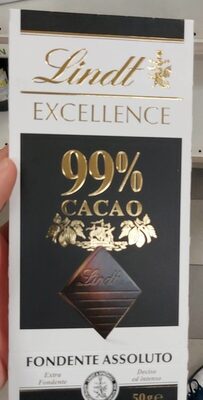 Lindt
EXCELLENCE
99%
CACAO
Lindt
FONDENTE ASSOLUTO
Extra
Fondente
Deciso
ed intenso
50g e